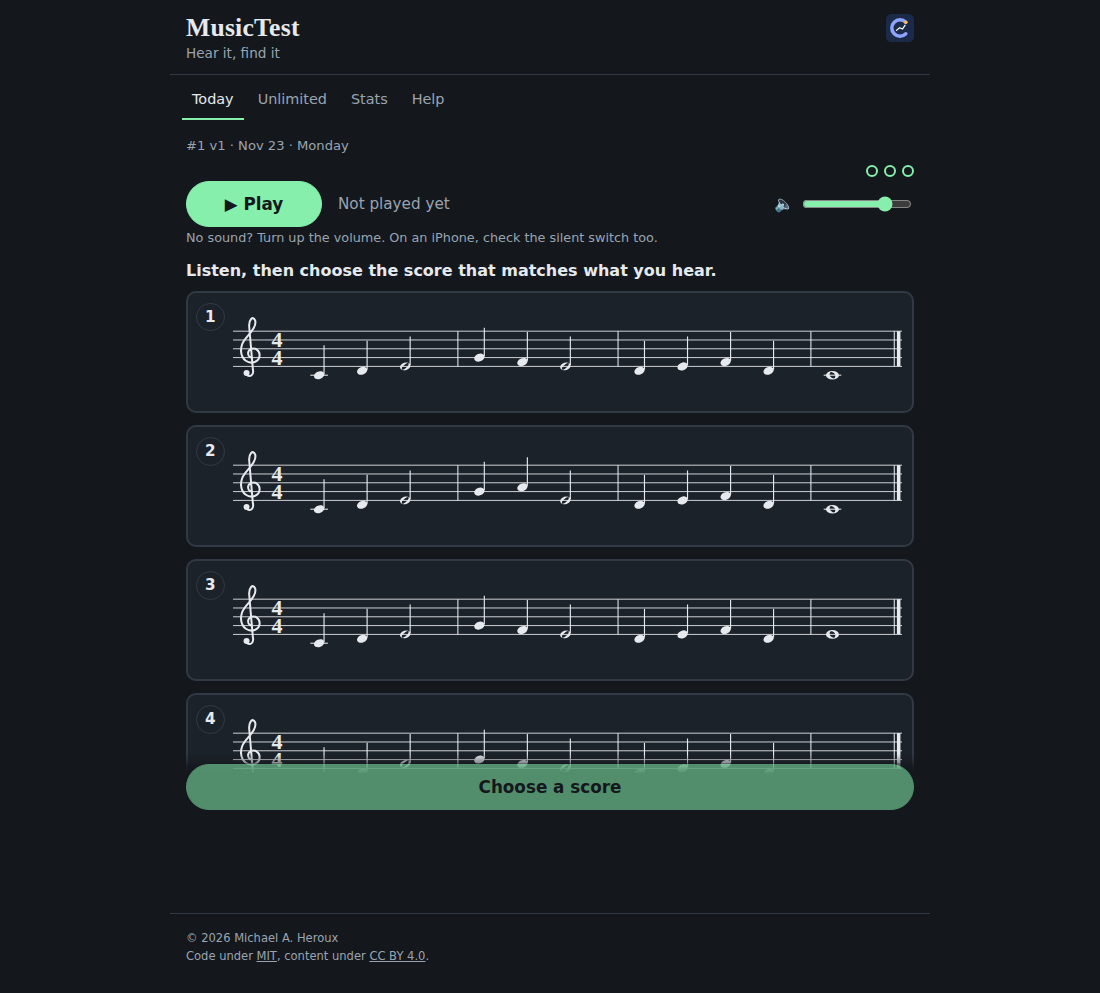 MusicTest
Hear it, find it
Today Unlimited Stats Help
#1 v1 · Nov 23 · Monday
▶ Play Not played yet
No sound? Turn up the volume. On an iPhone, check the silent switch too.
Listen, then choose the score that matches what you hear.
1
4
4
2
4
4
3
4
4
4
4
4
Choose a score
© 2026 Michael A. Heroux
Code under MIT, content under CC BY 4.0.